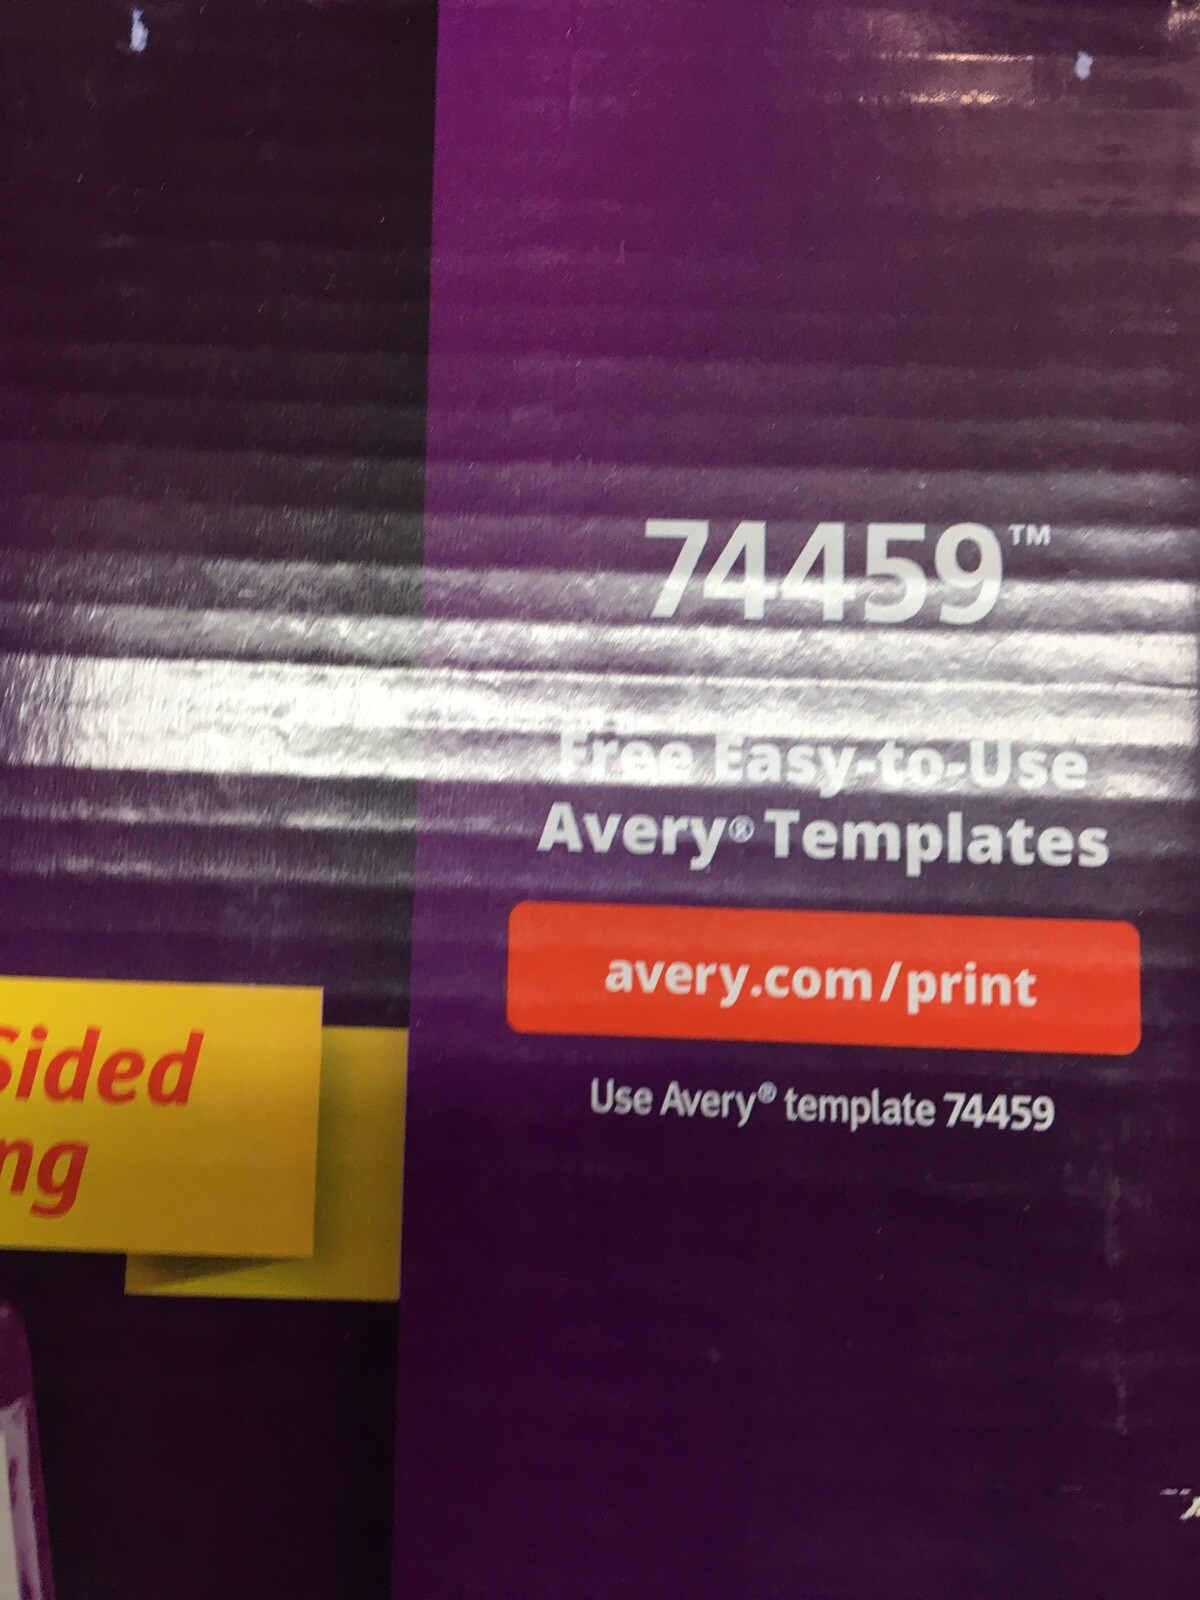 74459™
Free Easy-to-Use
Avery® Templates
avery.com/print
Use Avery® template 74459
Sided
ng